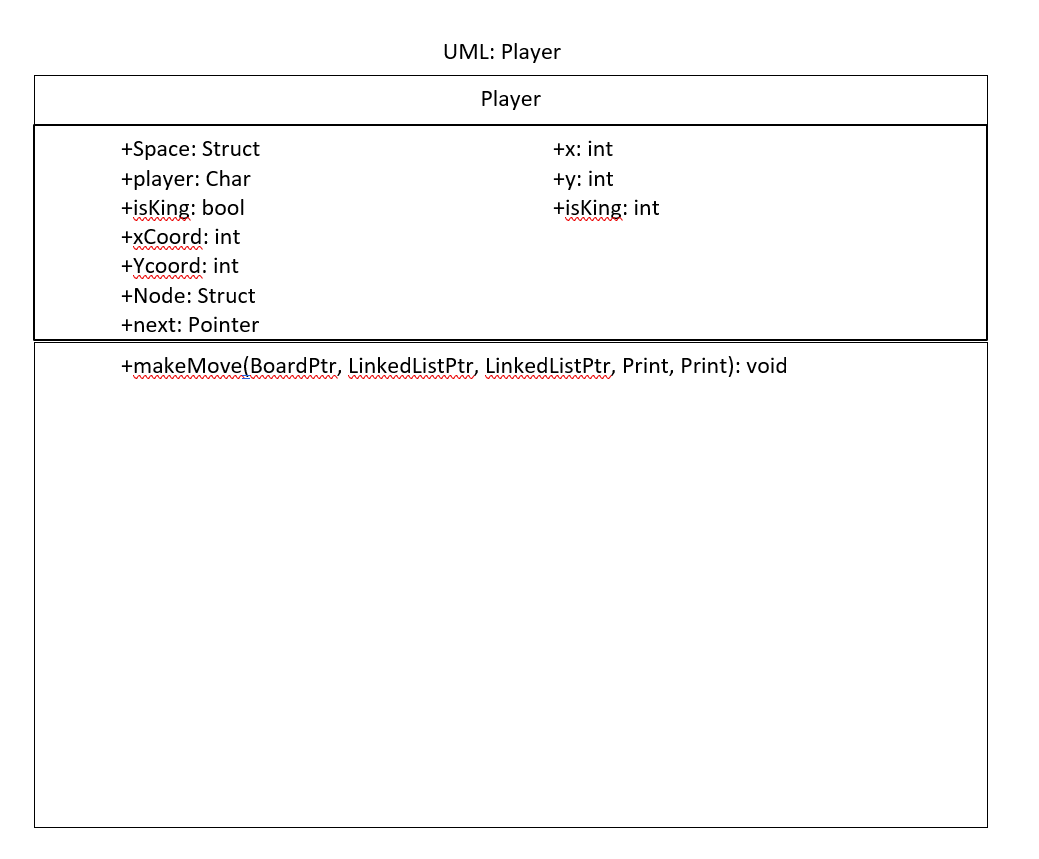 UML: Player
Player
+Space: Struct
+player: Char
+isKing: bool
+xCoord: int
+Ycoord: int
+Node: Struct
+next: Pointer
+x: int
+y: int
+isKing: int
+makeMove(BoardPtr, LinkedListPtr, LinkedListPtr, Print, Print): void